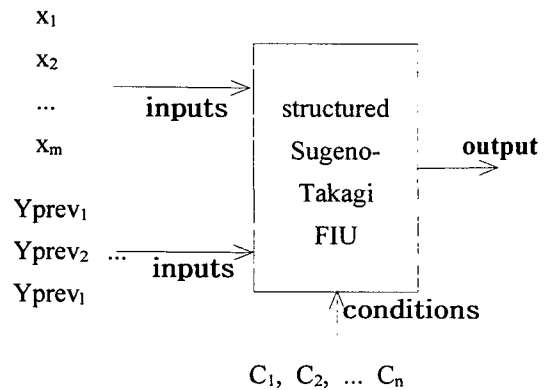 x₁
x₂
...
xₘ
inputs
Yprev₁
Yprev₂ ...
Yprevₗ
inputs
structured
Sugeno-
Takagi
FIU
output
conditions
C₁, C₂, ... Cₙ